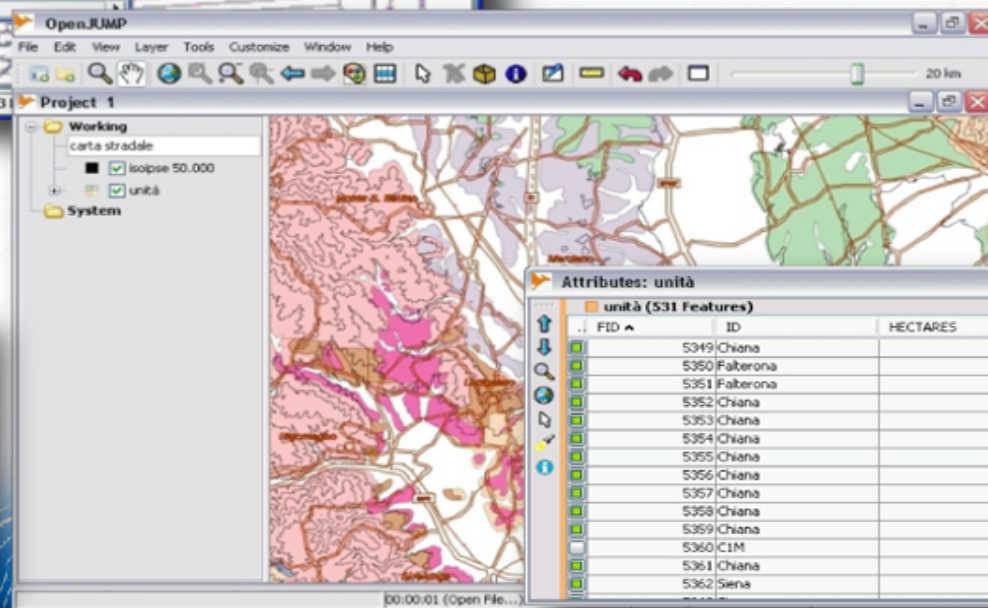 OpenJUMP
File Edit View Layer Tools Customize Window Help
20 km
Project 1
Working
carta stradale
isoipse 50.000
unità
System
Attributes: unità
unità (531 Features)
.. FID ID HECTARES
5349 Chiana
5350 Falterona
5351 Falterona
5352 Chiana
5353 Chiana
5354 Chiana
5355 Chiana
5356 Chiana
5357 Chiana
5358 Chiana
5359 Chiana
5360 C1M
5361 Chiana
5362 Siena
00:00:01 (Open File...)